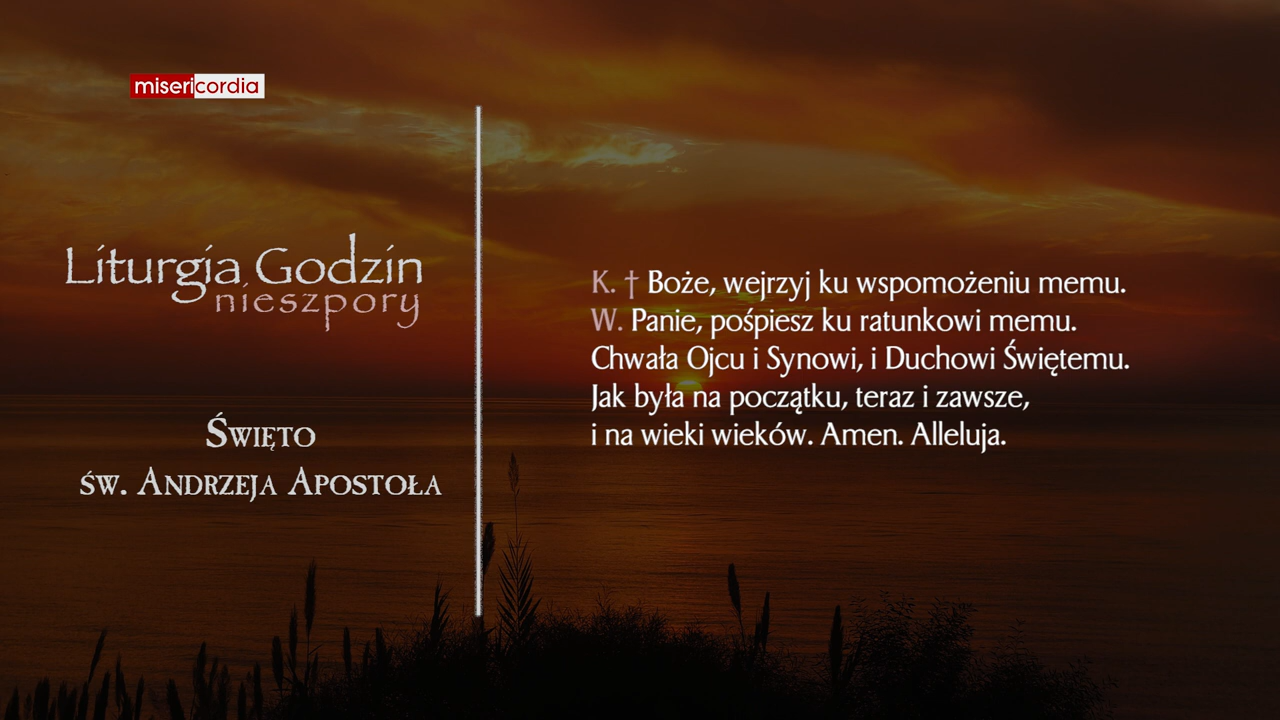 misericordia
Liturgia Godzin
nieszpory
Święto
św. Andrzeja Apostoła
K. † Boże, wejrzyj ku wspomożeniu memu.
W. Panie, pośpiesz ku ratunkowi memu.
Chwała Ojcu i Synowi, i Duchowi Świętemu.
Jak była na początku, teraz i zawsze,
i na wieki wieków. Amen. Alleluja.